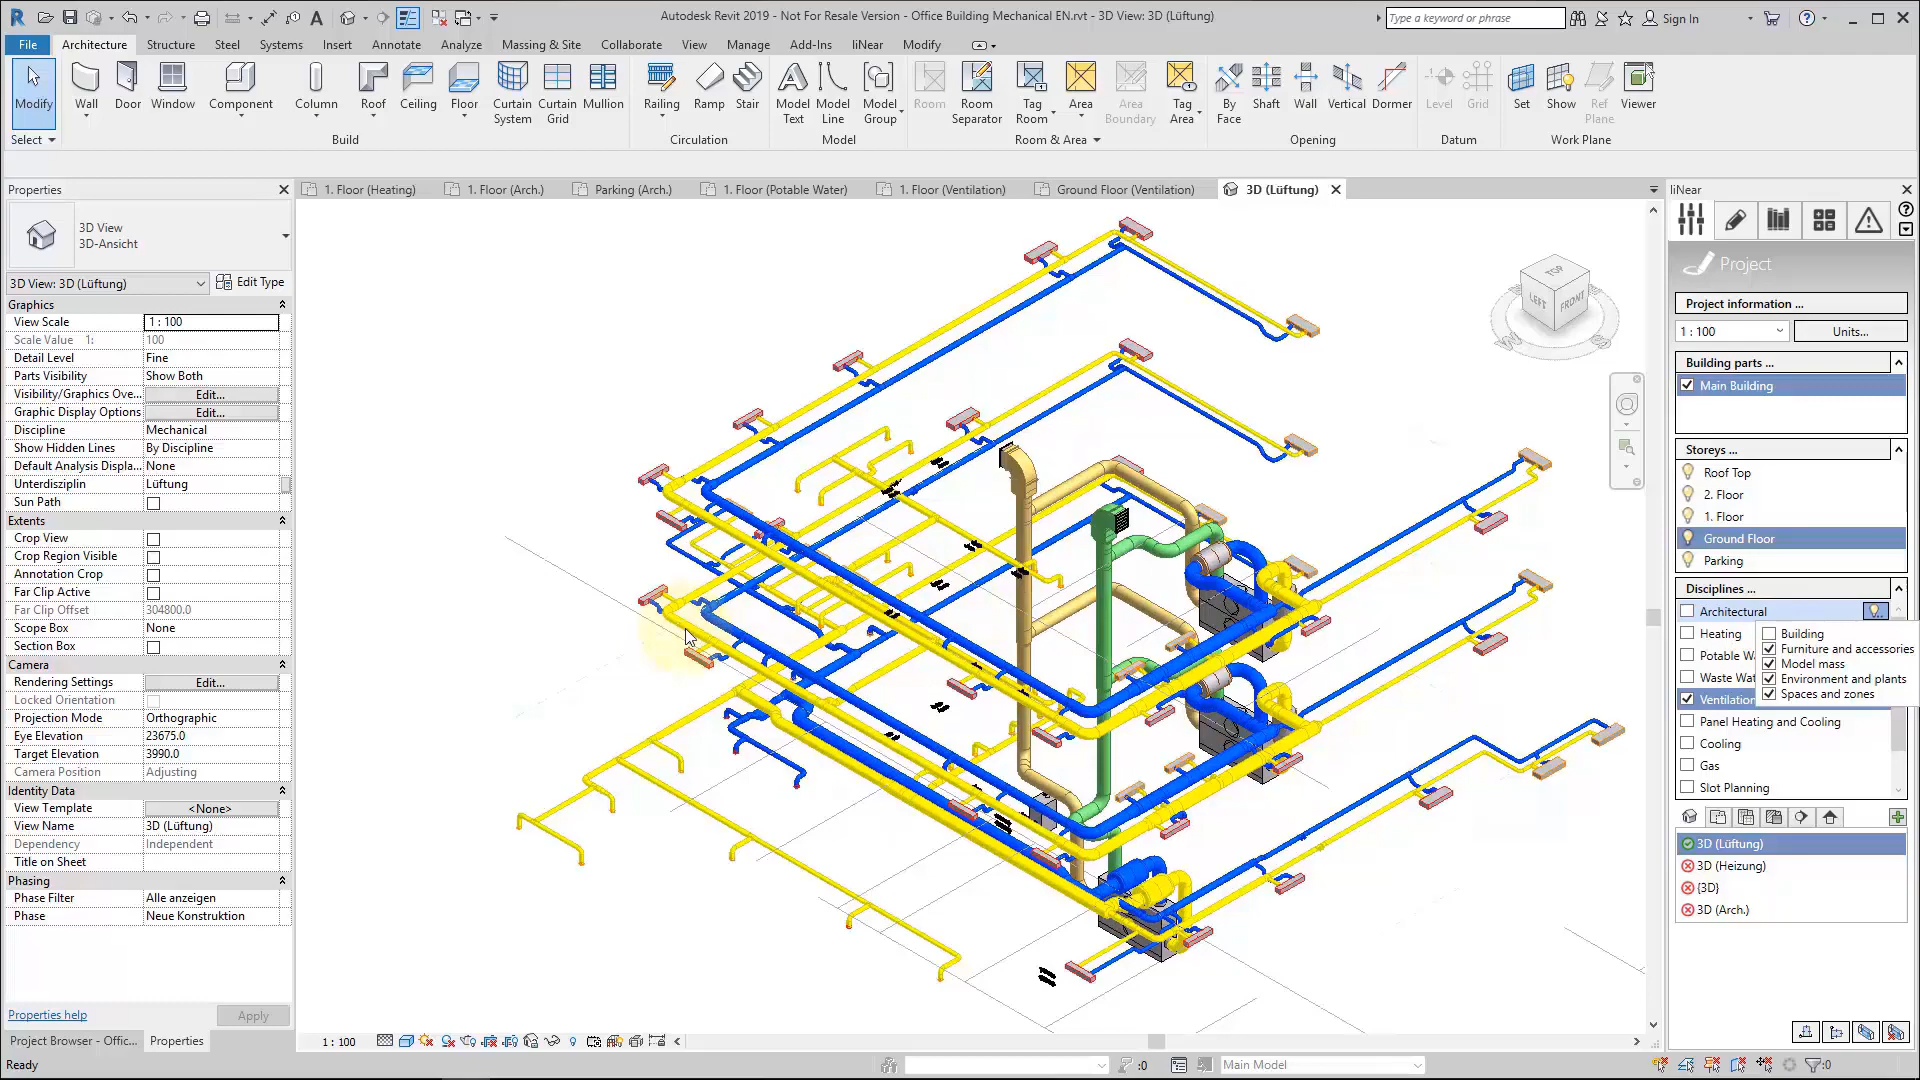 Autodesk Revit 2019 - Not For Resale Version - Office Building Mechanical EN.rvt - 3D View: 3D (Lüftung)
Type a keyword or phrase
Sign In
File
Architecture
Structure
Steel
Systems
Insert
Annotate
Analyze
Massing & Site
Collaborate
View
Manage
Add-Ins
liNear
Modify
Modify
Wall
Door
Window
Component
Column
Roof
Ceiling
Floor
Curtain System
Curtain Grid
Mullion
Railing
Ramp
Stair
Model Text
Model Line
Model Group
Room
Room Separator
Tag Room
Area
Area Boundary
Tag Area
By Face
Shaft
Wall
Vertical
Dormer
Level
Grid
Set
Show
Ref Plane
Viewer
Select
Build
Circulation
Model
Room & Area
Opening
Datum
Work Plane
Properties
3D View
3D-Ansicht
3D View: 3D (Lüftung)
Edit Type
Graphics
View Scale 1 : 100
Scale Value 1: 100
Detail Level Fine
Parts Visibility Show Both
Visibility/Graphics Ove... Edit...
Graphic Display Options Edit...
Discipline Mechanical
Show Hidden Lines By Discipline
Default Analysis Displa... None
Unterdisziplin Lüftung
Sun Path
Extents
Crop View
Crop Region Visible
Annotation Crop
Far Clip Active
Far Clip Offset 304800.0
Scope Box None
Section Box
Camera
Rendering Settings Edit...
Locked Orientation
Projection Mode Orthographic
Eye Elevation 23675.0
Target Elevation 3990.0
Camera Position Adjusting
Identity Data
View Template <None>
View Name 3D (Lüftung)
Dependency Independent
Title on Sheet
Phasing
Phase Filter Alle anzeigen
Phase Neue Konstruktion
Properties help
Apply
Project Browser - Offic...
Properties
1. Floor (Heating)
1. Floor (Arch.)
Parking (Arch.)
1. Floor (Potable Water)
1. Floor (Ventilation)
Ground Floor (Ventilation)
3D (Lüftung)
TOP
LEFT
FRONT
W
S
1 : 100
liNear
Project
Project information ...
1 : 100
Units...
Building parts ...
Main Building
Storeys ...
Roof Top
2. Floor
1. Floor
Ground Floor
Parking
Disciplines ...
Architectural
Heating
Potable Wa
Waste Wat
Ventilation
Building
Furniture and accessories
Model mass
Environment and plants
Spaces and zones
Panel Heating and Cooling
Cooling
Gas
Slot Planning
3D (Lüftung)
3D (Heizung)
{3D}
3D (Arch.)
Ready
:0
Main Model
:0